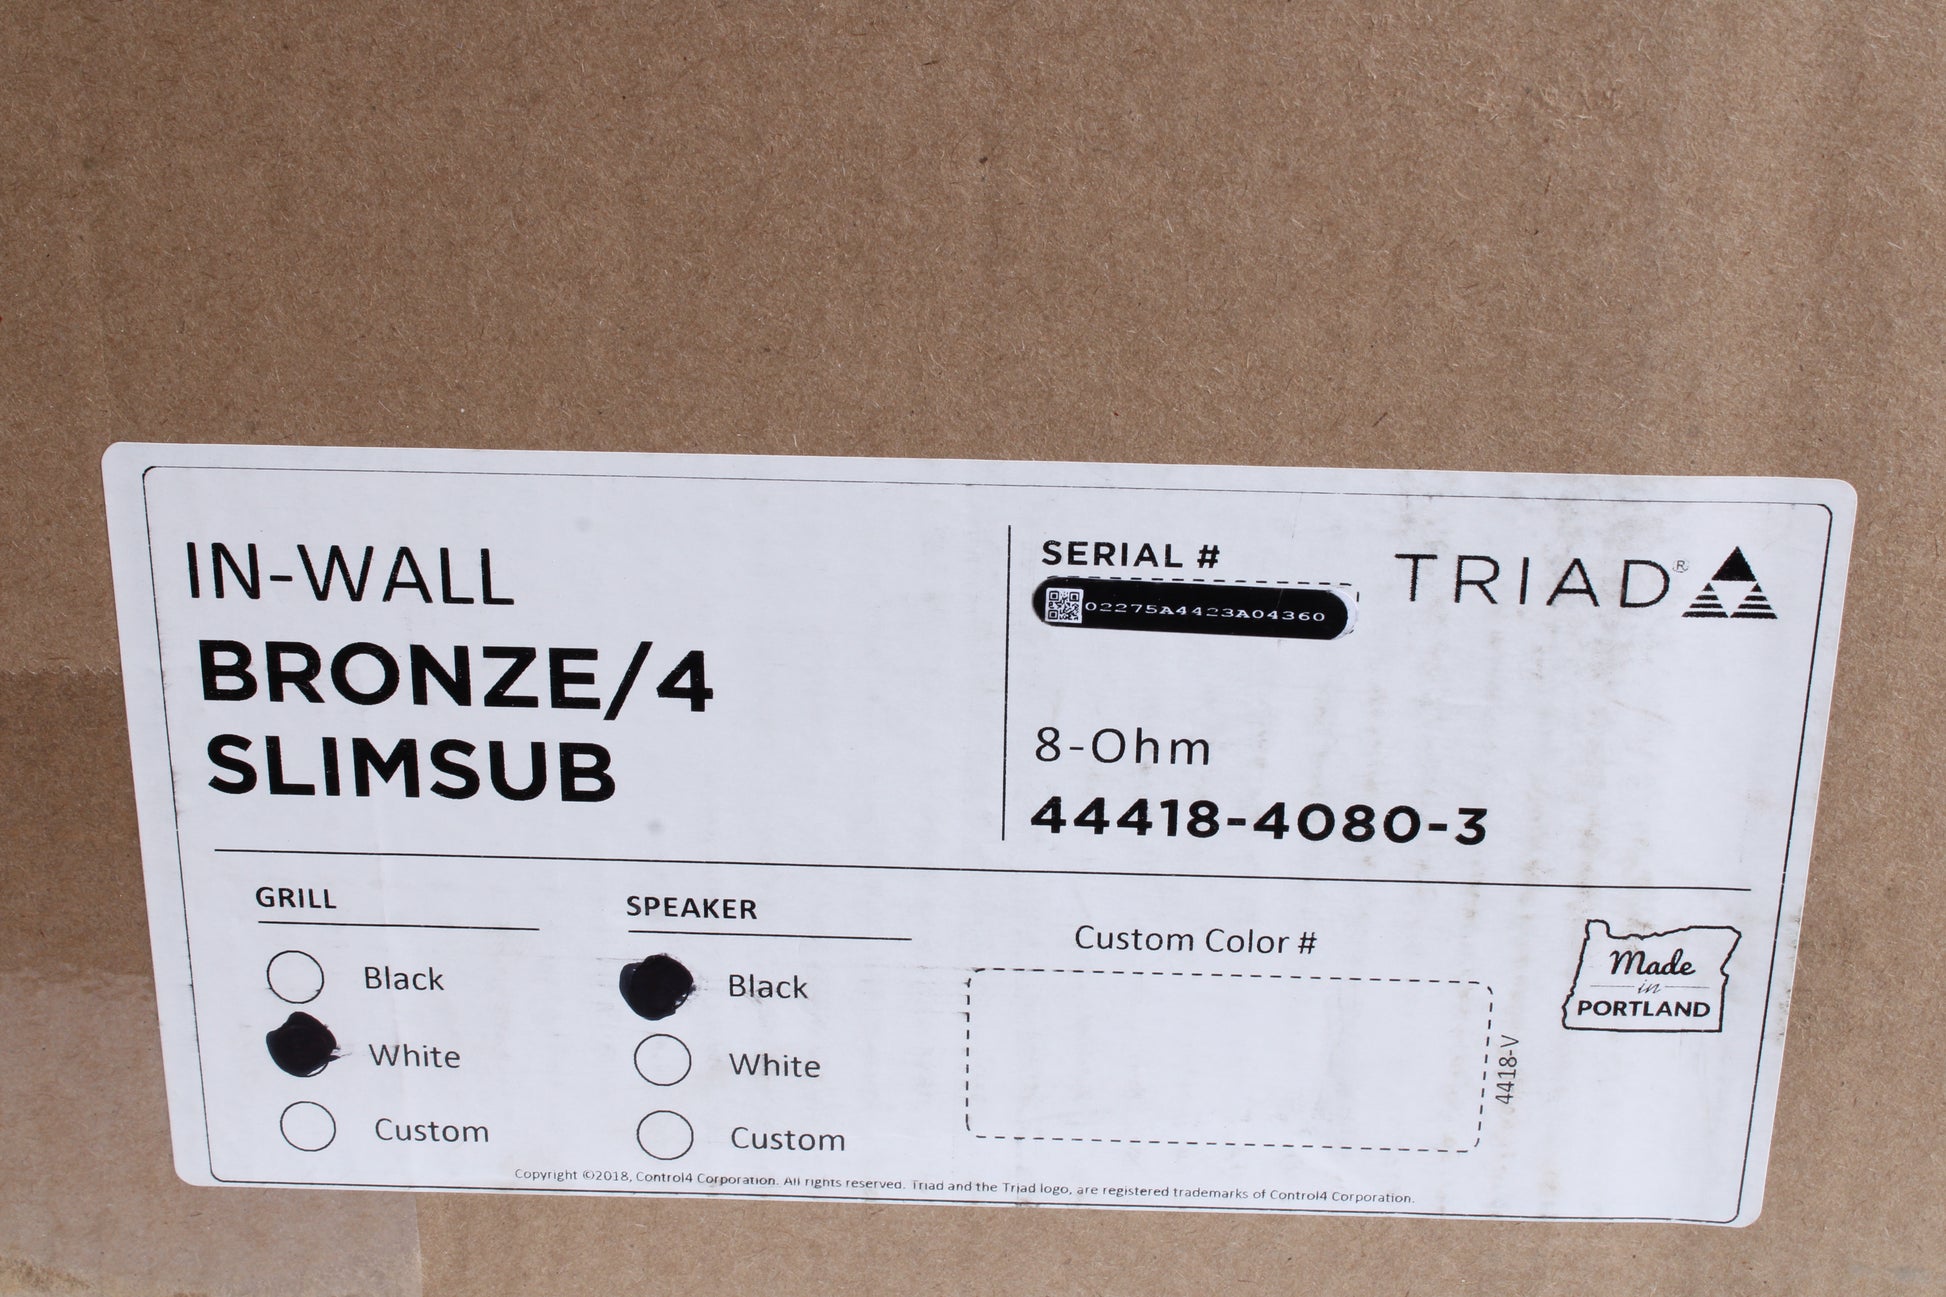 IN-WALL
BRONZE/4
SLIMSUB
SERIAL #
02275A4423A04360
TRIAD®
8-Ohm
44418-4080-3
GRILL
Black
White
Custom
SPEAKER
Black
White
Custom
Custom Color #
4418-V
Made
in
PORTLAND
Copyright ©2018, Control4 Corporation. All rights reserved. Triad and the Triad logo, are registered trademarks of Control4 Corporation.